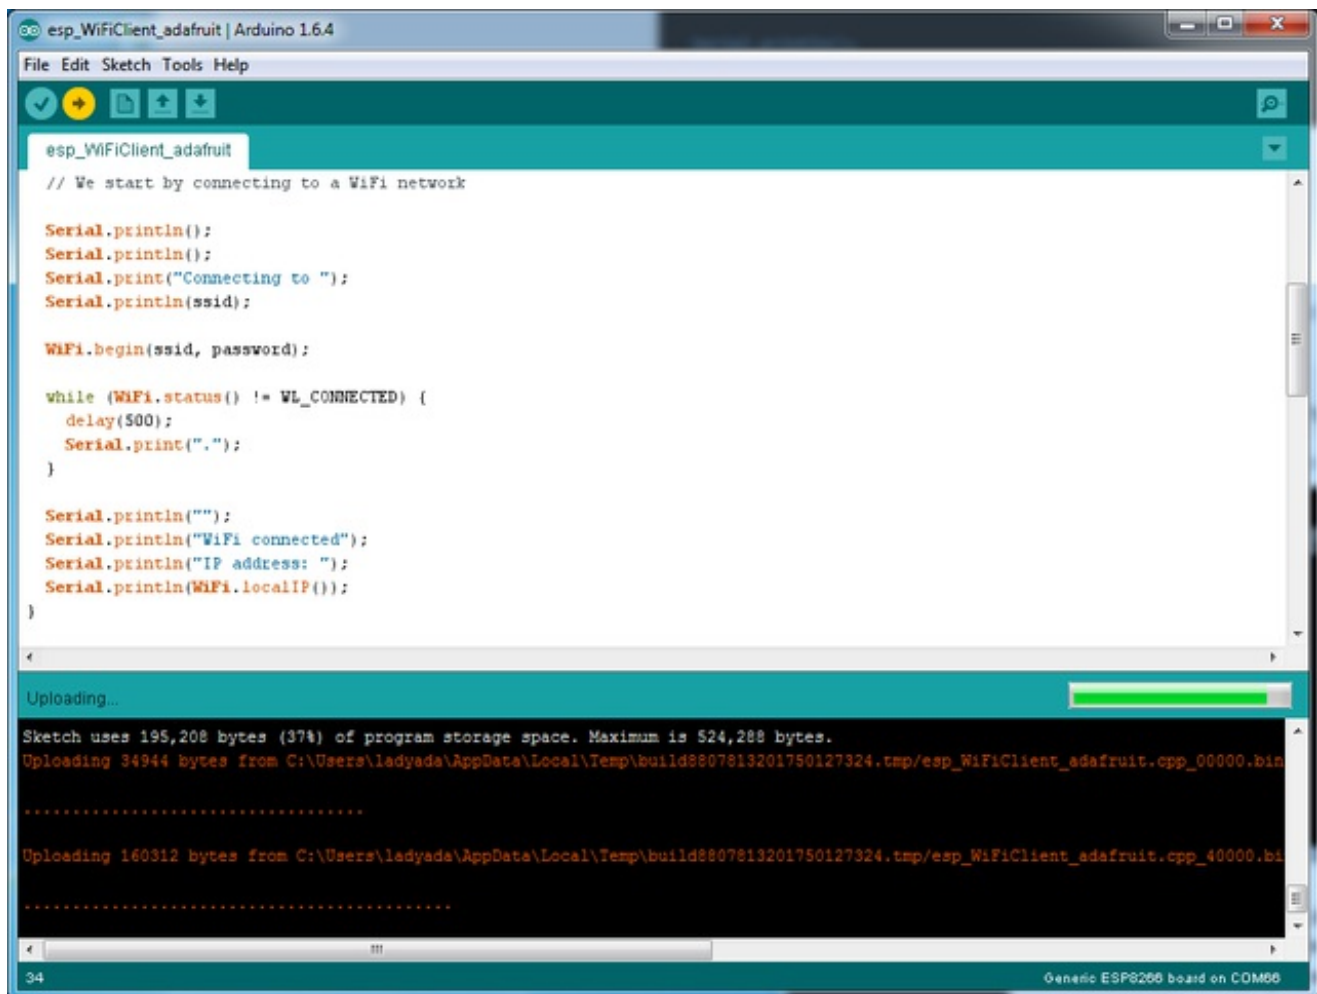 esp_WiFiClient_adafruit | Arduino 1.6.4
File Edit Sketch Tools Help
esp_WiFiClient_adafruit
// We start by connecting to a WiFi network
Serial.println();
Serial.println();
Serial.print("Connecting to ");
Serial.println(ssid);
WiFi.begin(ssid, password);
while (WiFi.status() != WL_CONNECTED) {
delay(500);
Serial.print(".");
}
Serial.println("");
Serial.println("WiFi connected");
Serial.println("IP address: ");
Serial.println(WiFi.localIP());
}
Uploading...
Sketch uses 195,208 bytes (37%) of program storage space. Maximum is 524,288 bytes.
Uploading 34944 bytes from C:\Users\ladyada\AppData\Local\Temp\build8807813201750127324.tmp/esp_WiFiClient_adafruit.cpp_00000.bin
...................................
Uploading 160312 bytes from C:\Users\ladyada\AppData\Local\Temp\build8807813201750127324.tmp/esp_WiFiClient_adafruit.cpp_40000.bi
............................................
34
Generic ESP8266 board on COM66